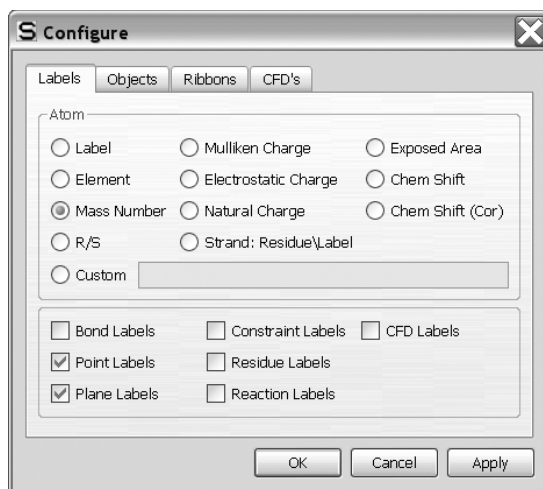 S Configure
Labels Objects Ribbons CFD's
Atom
Label Mulliken Charge Exposed Area
Element Electrostatic Charge Chem Shift
Mass Number Natural Charge Chem Shift (Cor)
R/S Strand: Residue\Label
Custom
Bond Labels Constraint Labels CFD Labels
Point Labels Residue Labels
Plane Labels Reaction Labels
OK Cancel Apply